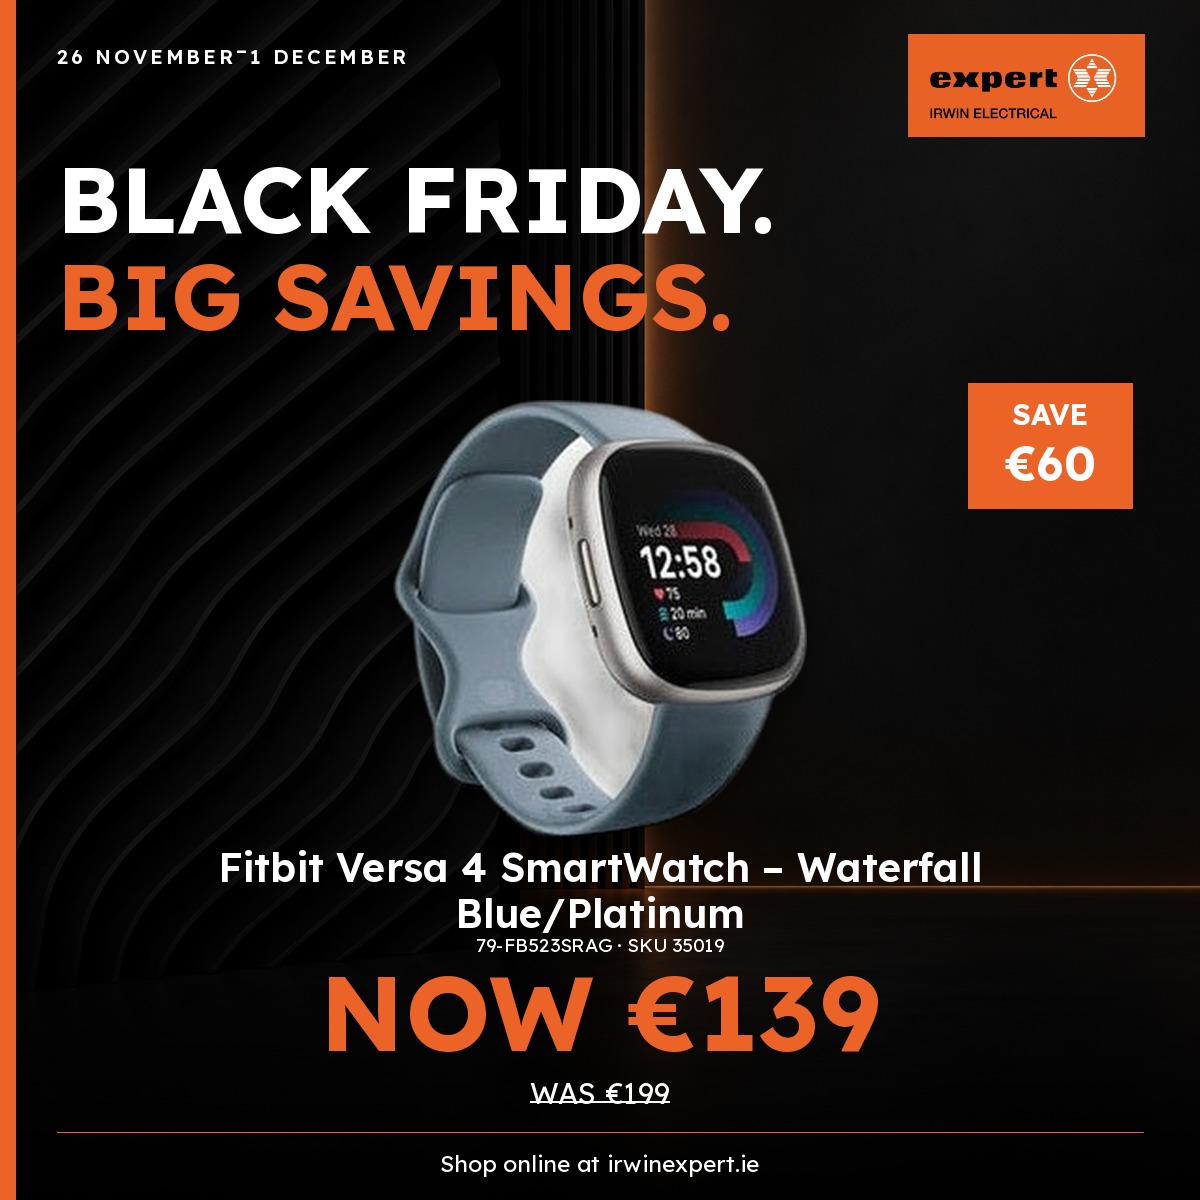 26 NOVEMBER–1 DECEMBER
expert
IRWIN ELECTRICAL
BLACK FRIDAY.
BIG SAVINGS.
SAVE
€60
Wed 28
12:58
75
20 min
80
Fitbit Versa 4 SmartWatch – Waterfall
Blue/Platinum
79-FB523SRAG · SKU 35019
NOW €139
WAS €199
Shop online at irwinexpert.ie